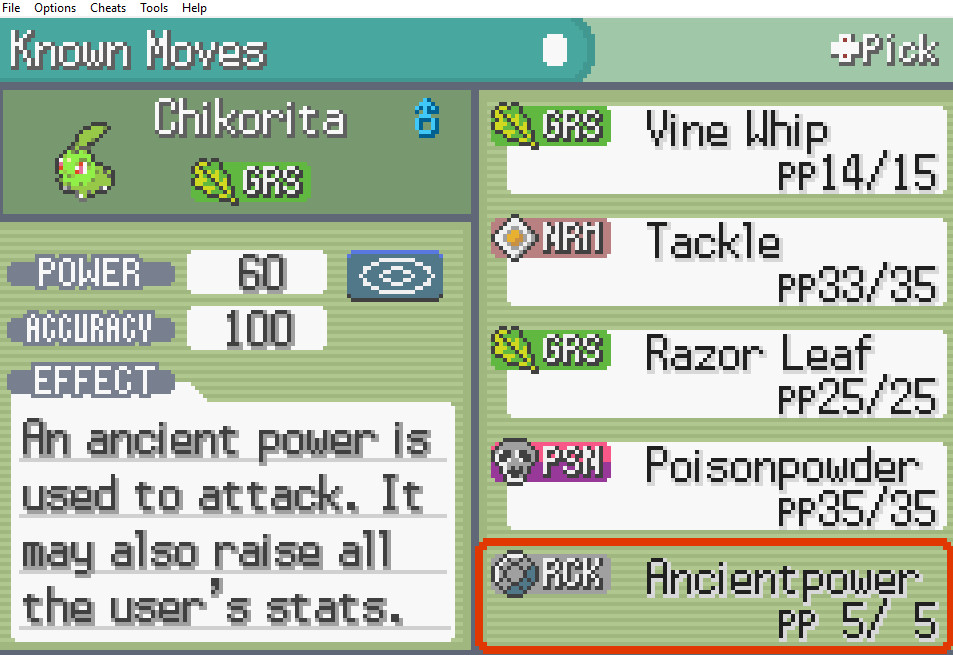 File Options Cheats Tools Help
Known Moves
Pick
Chikorita
GRS
POWER 60
ACCURACY 100
EFFECT
An ancient power is
used to attack. It
may also raise all
the user's stats.
GRS Vine Whip
PP14/15
NRM Tackle
PP33/35
GRS Razor Leaf
PP25/25
PSN Poisonpowder
PP35/35
RCK Ancientpower
PP 5/ 5